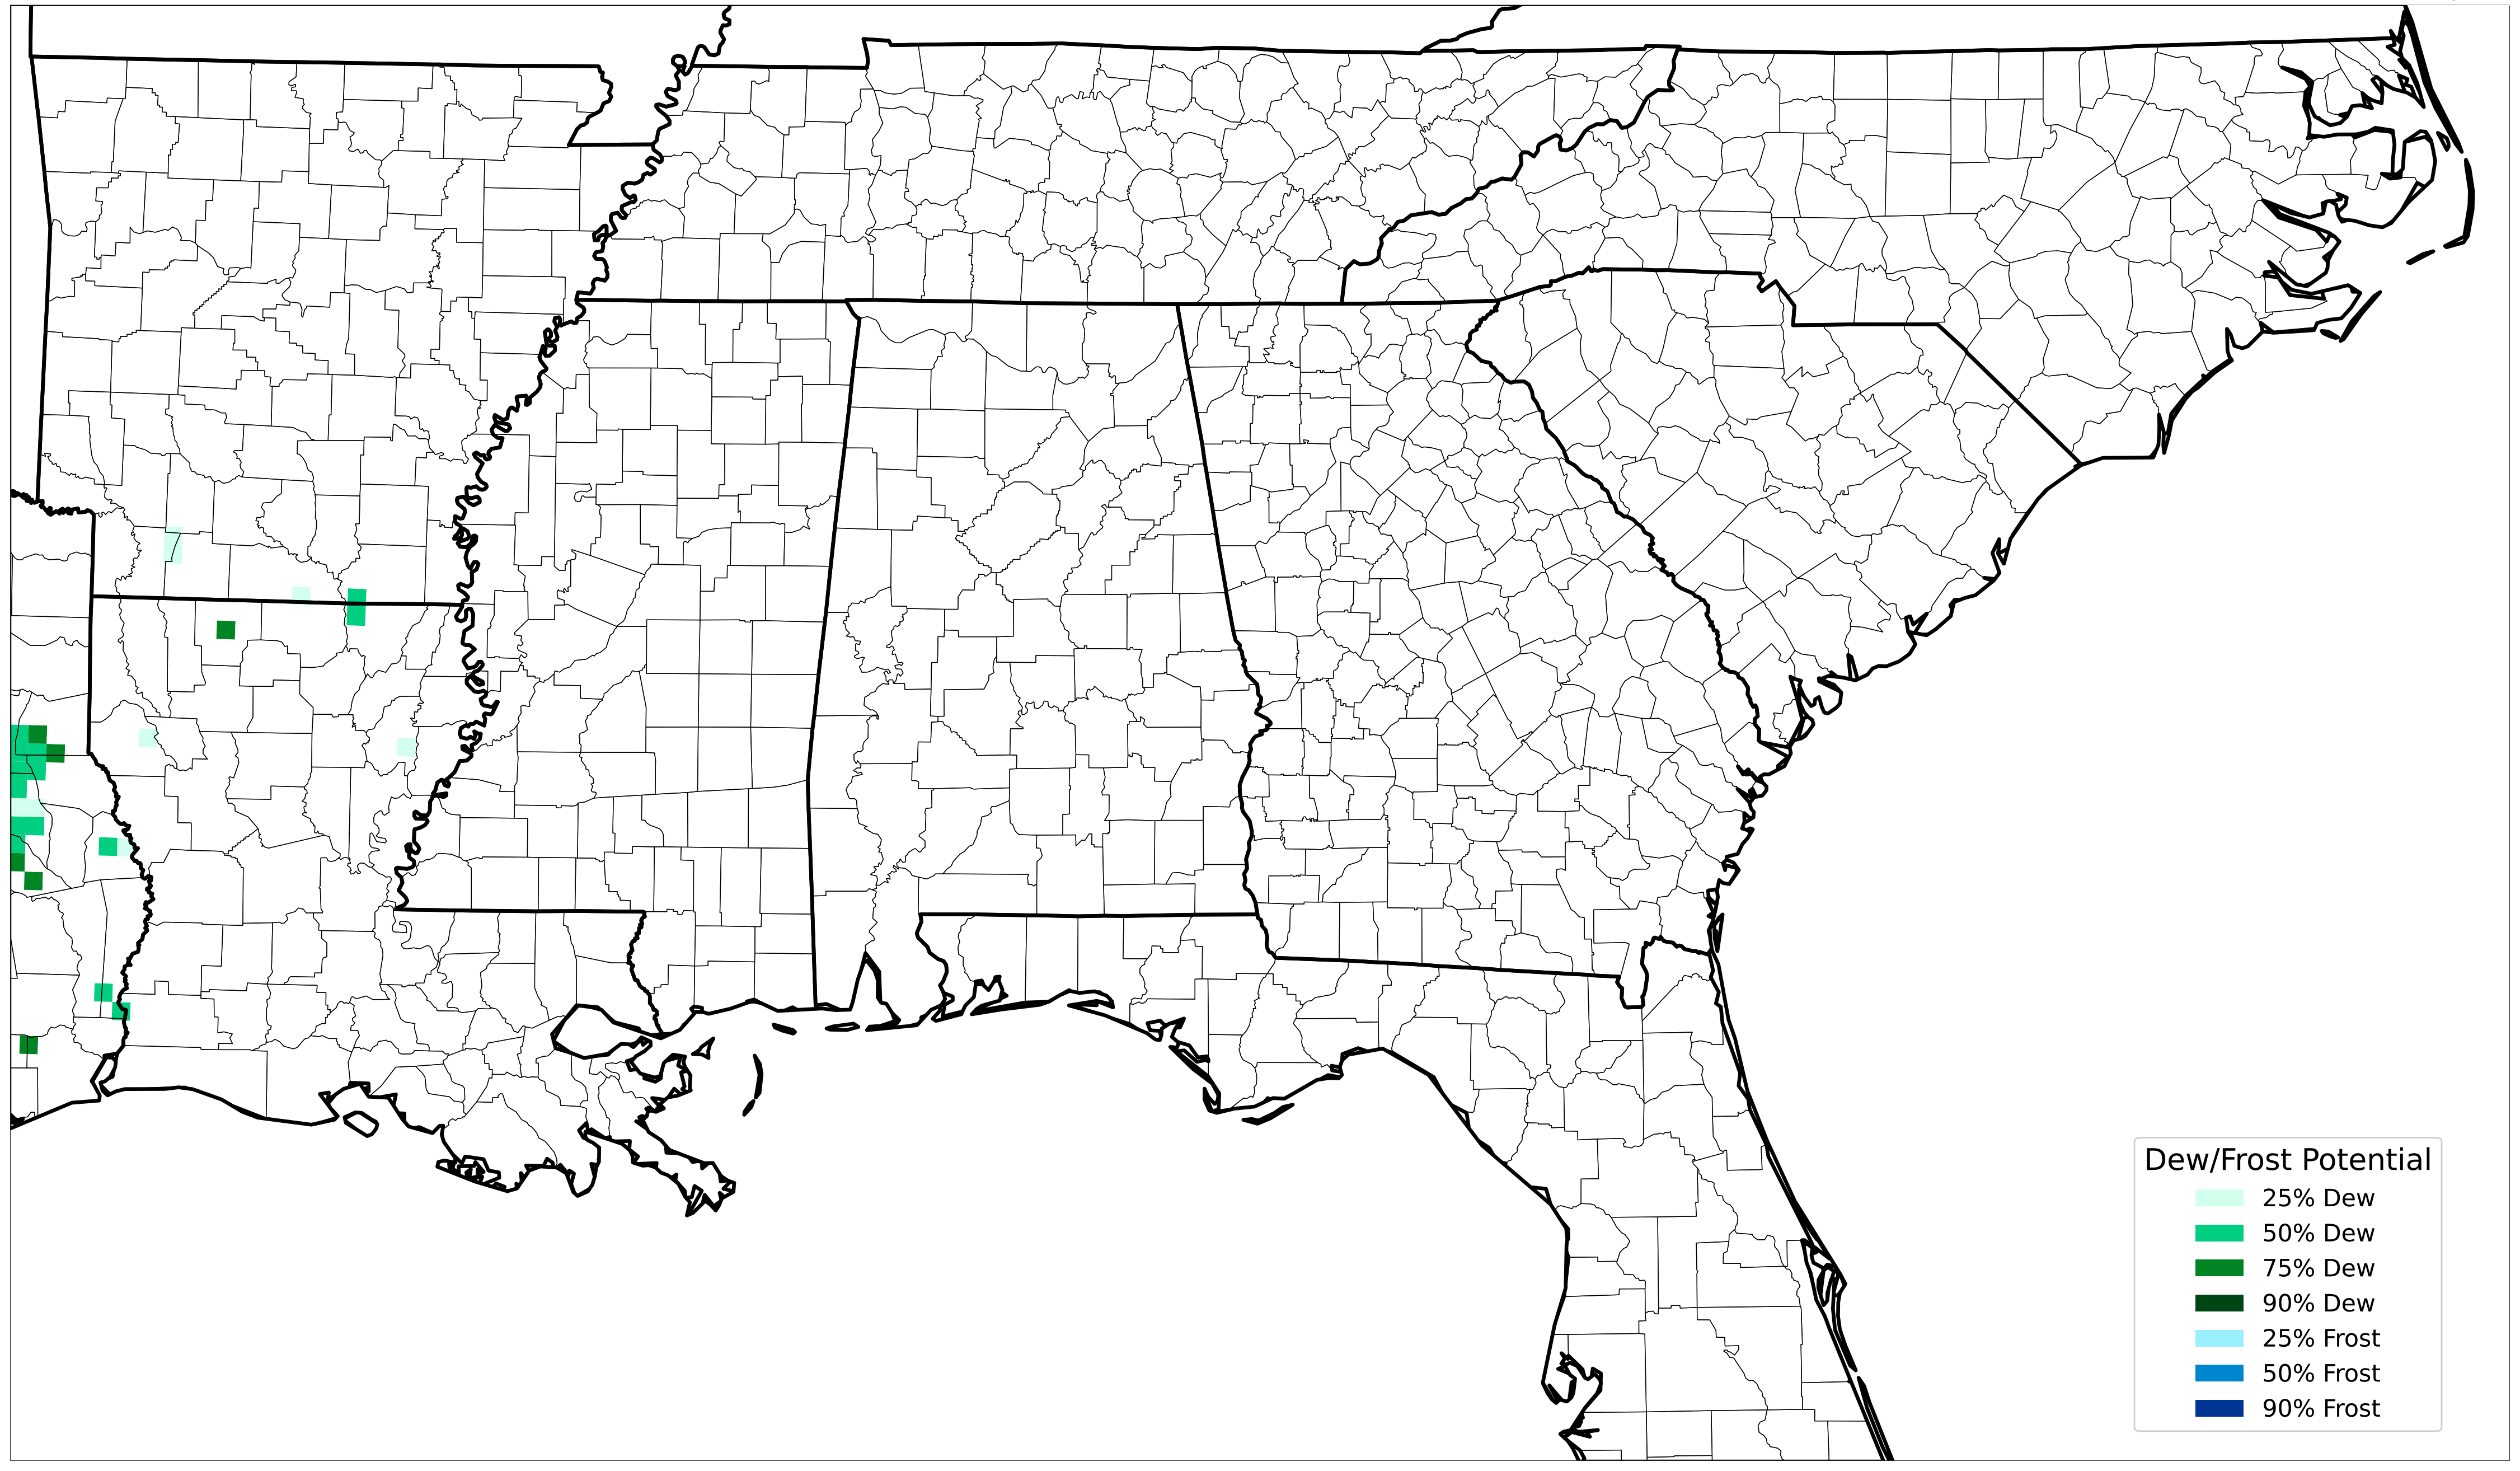 Dew/Frost Potential
25% Dew
50% Dew
75% Dew
90% Dew
25% Frost
50% Frost
90% Frost